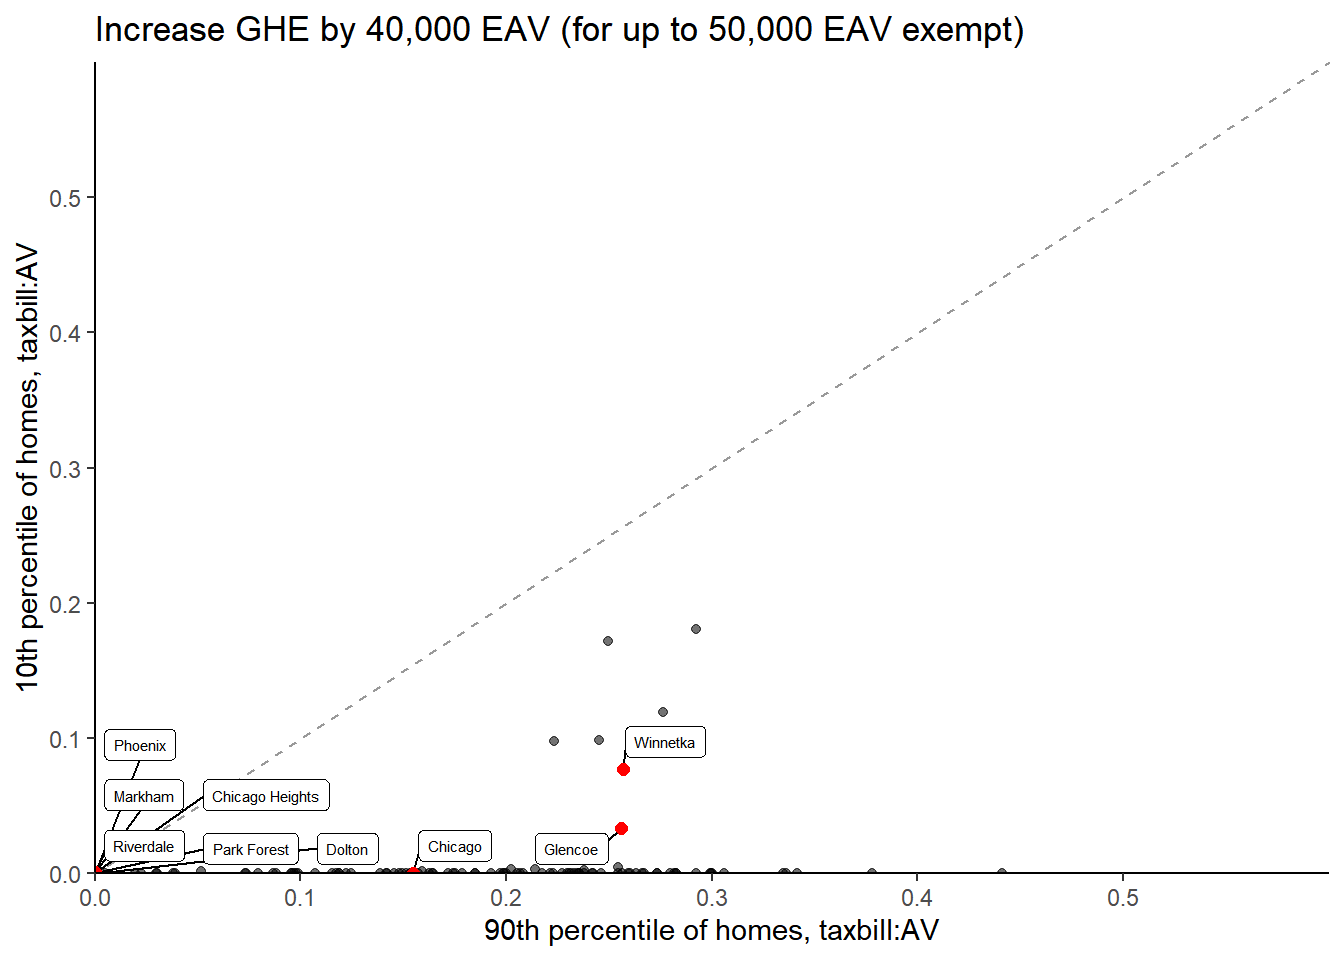 Increase GHE by 40,000 EAV (for up to 50,000 EAV exempt)
10th percentile of homes, taxbill:AV
0.5
0.4
0.3
0.2
0.1
0.0
Phoenix
Winnetka
Markham
Chicago Heights
Riverdale
Park Forest
Dolton
Chicago
Glencoe
0.0 0.1 0.2 0.3 0.4 0.5
90th percentile of homes, taxbill:AV